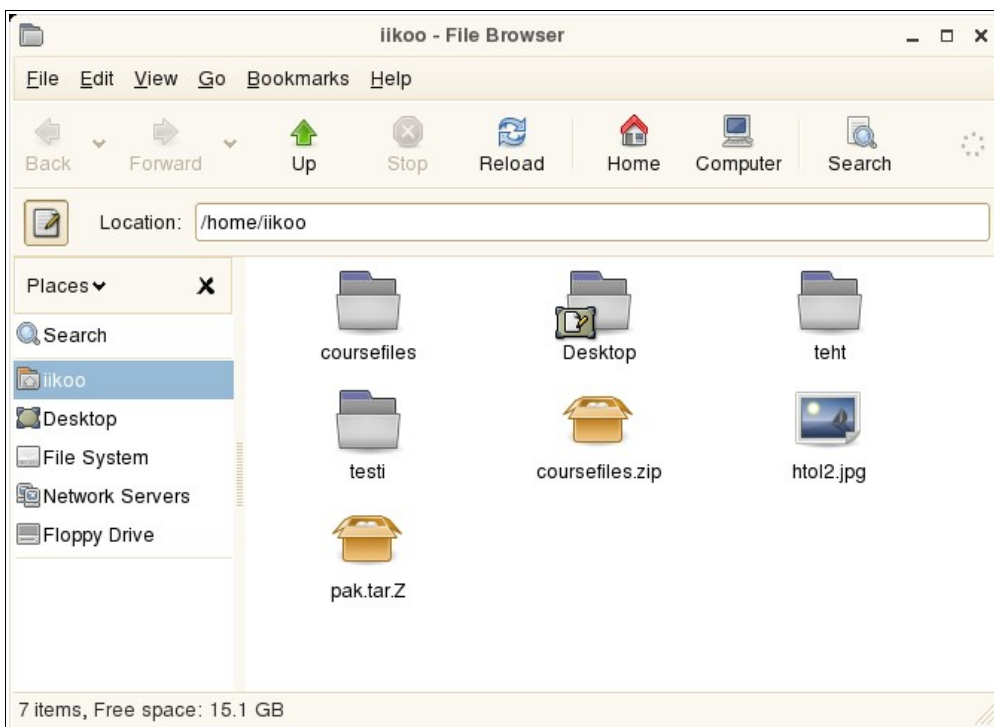 iikoo - File Browser
File Edit View Go Bookmarks Help
Back Forward Up Stop Reload Home Computer Search
Location: /home/iikoo
Places
Search
iikoo
Desktop
File System
Network Servers
Floppy Drive
coursefiles Desktop teht
testi coursefiles.zip htol2.jpg
pak.tar.Z
7 items, Free space: 15.1 GB